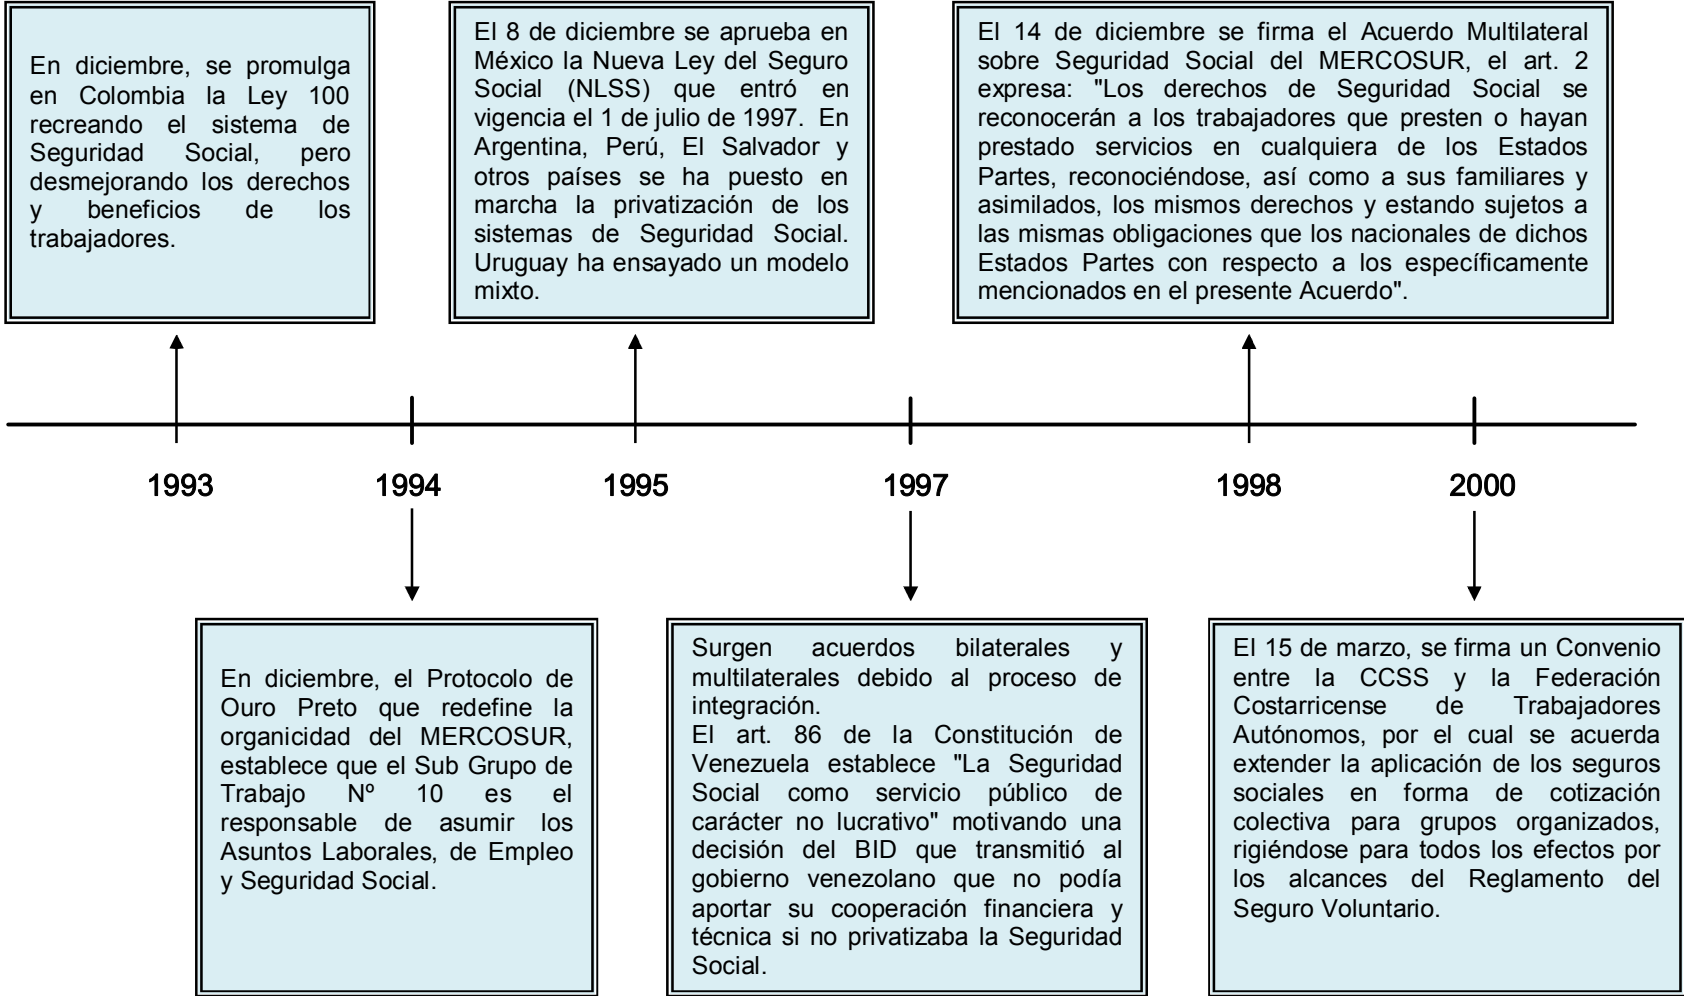 En diciembre, se promulga
en Colombia la Ley 100
recreando el sistema de
Seguridad Social, pero
desmejorando los derechos
y beneficios de los
trabajadores.
El 8 de diciembre se aprueba en
México la Nueva Ley del Seguro
Social (NLSS) que entró en
vigencia el 1 de julio de 1997. En
Argentina, Perú, El Salvador y
otros países se ha puesto en
marcha la privatización de los
sistemas de Seguridad Social.
Uruguay ha ensayado un modelo
mixto.
El 14 de diciembre se firma el Acuerdo Multilateral
sobre Seguridad Social del MERCOSUR, el art. 2
expresa: "Los derechos de Seguridad Social se
reconocerán a los trabajadores que presten o hayan
prestado servicios en cualquiera de los Estados
Partes, reconociéndose, así como a sus familiares y
asimilados, los mismos derechos y estando sujetos a
las mismas obligaciones que los nacionales de dichos
Estados Partes con respecto a los específicamente
mencionados en el presente Acuerdo".
1993 1994 1995 1997 1998 2000
En diciembre, el Protocolo de
Ouro Preto que redefine la
organicidad del MERCOSUR,
establece que el Sub Grupo de
Trabajo Nº 10 es el
responsable de asumir los
Asuntos Laborales, de Empleo
y Seguridad Social.
Surgen acuerdos bilaterales y
multilaterales debido al proceso de
integración.
El art. 86 de la Constitución de
Venezuela establece "La Seguridad
Social como servicio público de
carácter no lucrativo" motivando una
decisión del BID que transmitió al
gobierno venezolano que no podía
aportar su cooperación financiera y
técnica si no privatizaba la Seguridad
Social.
El 15 de marzo, se firma un Convenio
entre la CCSS y la Federación
Costarricense de Trabajadores
Autónomos, por el cual se acuerda
extender la aplicación de los seguros
sociales en forma de cotización
colectiva para grupos organizados,
rigiéndose para todos los efectos por
los alcances del Reglamento del
Seguro Voluntario.